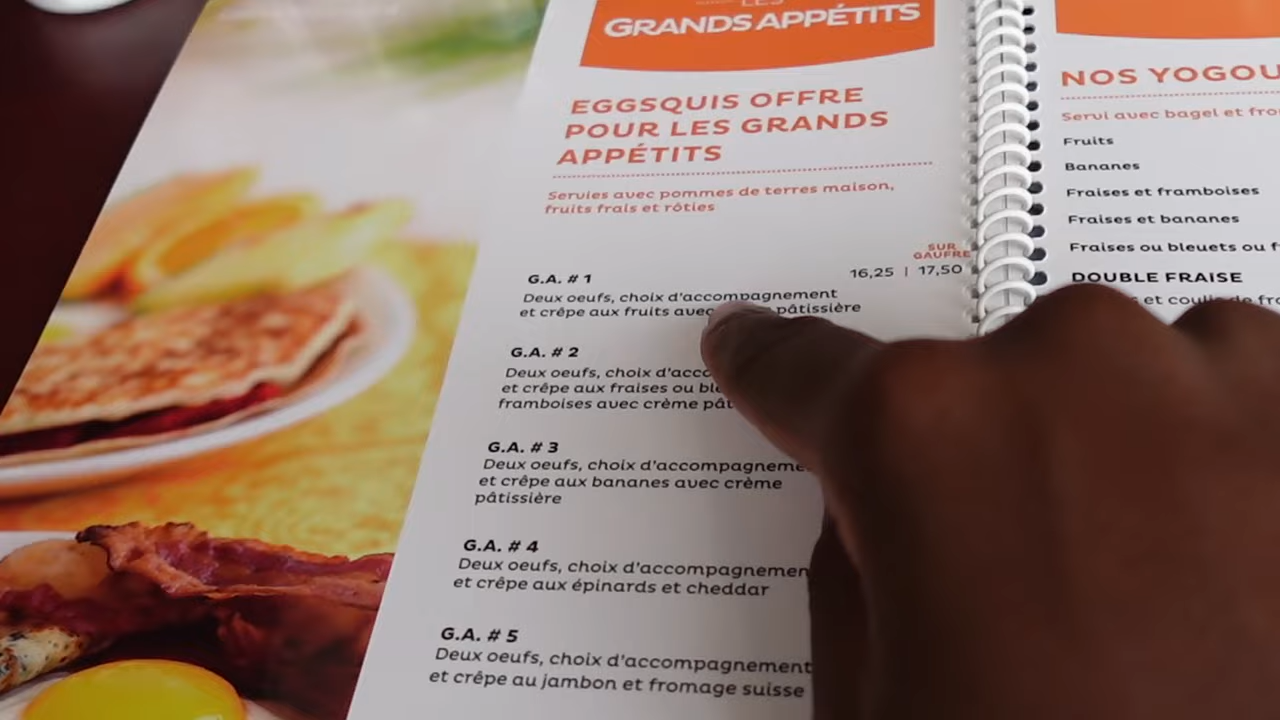 LES
GRANDS APPÉTITS
EGGSQUIS OFFRE
POUR LES GRANDS
APPÉTITS
Servies avec pommes de terres maison,
fruits frais et rôties
SUR
GAUFRE
16,25 | 17,50
G.A. # 1
Deux oeufs, choix d'accompagnement
et crêpe aux fruits avec pâtissière
G.A. # 2
Deux oeufs, choix
et crêpe aux fraises ou
framboises avec crème
G.A. # 3
Deux oeufs, choix d'accompagneme
et crêpe aux bananes avec crème
pâtissière
G.A. # 4
Deux oeufs, choix d'accompagnemen
et crêpe aux épinards et cheddar
G.A. # 5
Deux oeufs, choix d'accompagnement
et crêpe au jambon et fromage suisse
NOS YOGOU
Servi avec bagel et fro
Fruits
Bananes
Fraises et framboises
Fraises et bananes
Fraises ou bleuets ou f
DOUBLE FRAISE
et coulis de fra